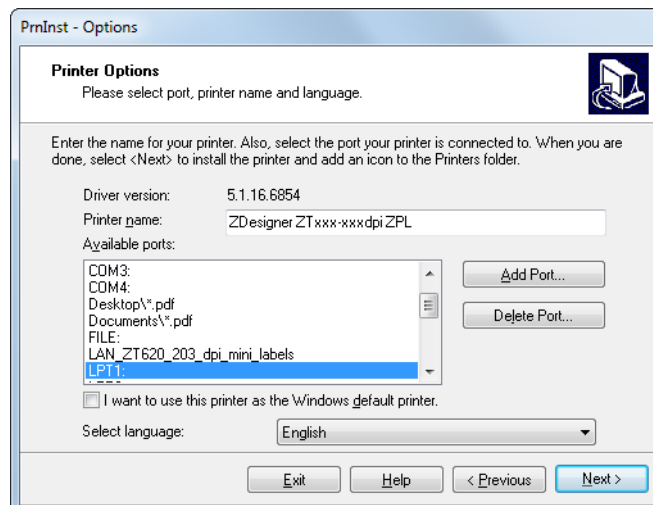 PrnInst - Options
Printer Options
Please select port, printer name and language.
Enter the name for your printer. Also, select the port your printer is connected to. When you are
done, select <Next> to install the printer and add an icon to the Printers folder.
Driver version: 5.1.16.6854
Printer name: ZDesigner ZTxxx-xxxdpi ZPL
Available ports:
COM3:
COM4:
Desktop\*.pdf
Documents\*.pdf
FILE:
LAN_ZT620_203_dpi_mini_labels
LPT1:
Add Port...
Delete Port...
I want to use this printer as the Windows default printer.
Select language: English
Exit Help < Previous Next >